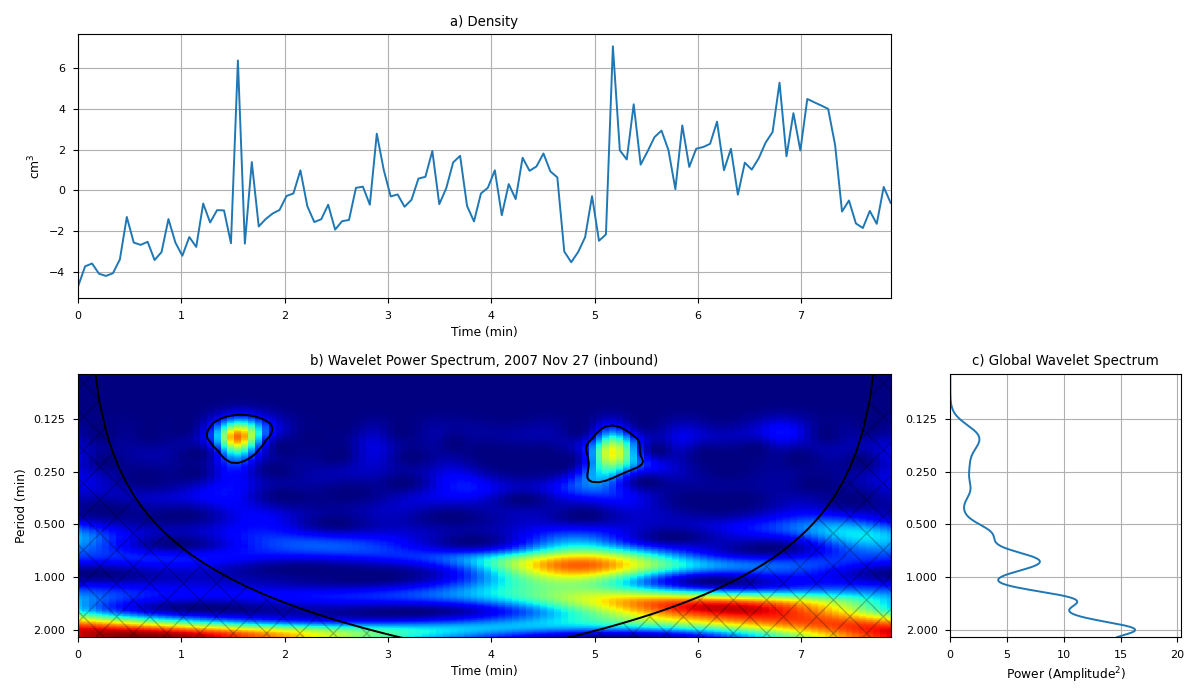 a) Density
6
4
2
0
−2
−4
cm³
0 1 2 3 4 5 6 7
Time (min)
b) Wavelet Power Spectrum, 2007 Nov 27 (inbound)
0.125
0.250
0.500
1.000
2.000
Period (min)
0 1 2 3 4 5 6 7
Time (min)
c) Global Wavelet Spectrum
0.125
0.250
0.500
1.000
2.000
0 5 10 15 20
Power (Amplitude²)